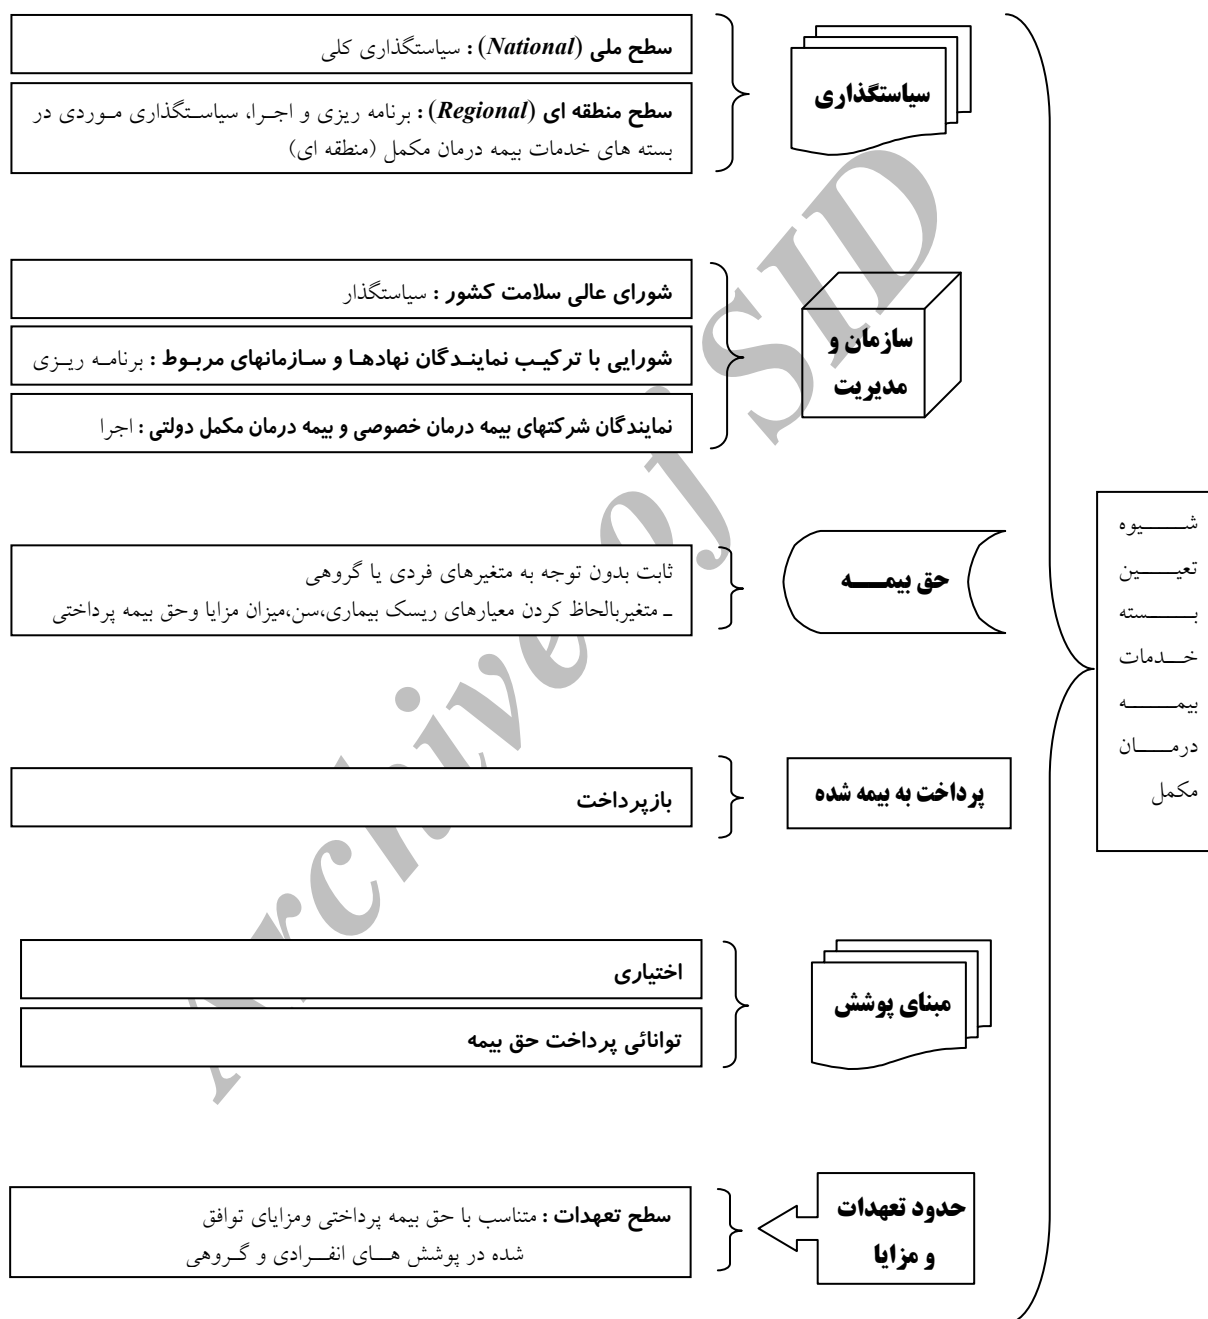 شیوه
تعیین
بسته
خدمات
بیمه
درمان
مکمل
سیاستگذاری
سطح ملی (National) : سیاستگذاری کلی
سطح منطقه ای (Regional) : برنامه ریزی و اجرا، سیاستگذاری موردی در
بسته های خدمات بیمه درمان مکمل (منطقه ای)
سازمان و
مدیریت
شورای عالی سلامت کشور : سیاستگذار
شورایی با ترکیب نمایندگان نهادها و سازمانهای مربوط : برنامه ریزی
نمایندگان شرکتهای بیمه درمان خصوصی و بیمه درمان مکمل دولتی : اجرا
حق بیمه
ثابت بدون توجه به متغیرهای فردی یا گروهی
ـ متغیربالحاظ کردن معیارهای ریسک بیماری،سن،میزان مزایا وحق بیمه پرداختی
پرداخت به بیمه شده
بازپرداخت
مبنای پوشش
اختیاری
توانائی پرداخت حق بیمه
حدود تعهدات
و مزایا
سطح تعهدات : متناسب با حق بیمه پرداختی ومزایای توافق
شده در پوشش های انفرادی و گروهی
Archive of SID